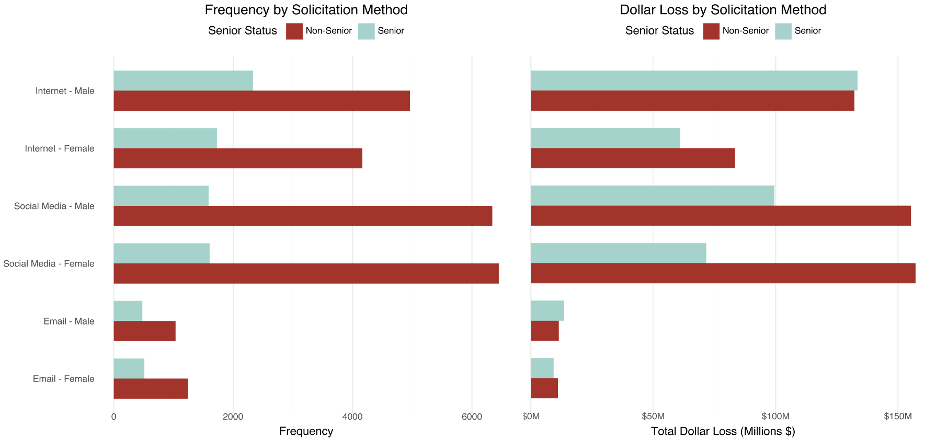 Frequency by Solicitation Method
Senior Status Non-Senior Senior
Internet - Male
Internet - Female
Social Media - Male
Social Media - Female
Email - Male
Email - Female
0 2000 4000 6000
Frequency
Dollar Loss by Solicitation Method
Senior Status Non-Senior Senior
$0M $50M $100M $150M
Total Dollar Loss (Millions $)